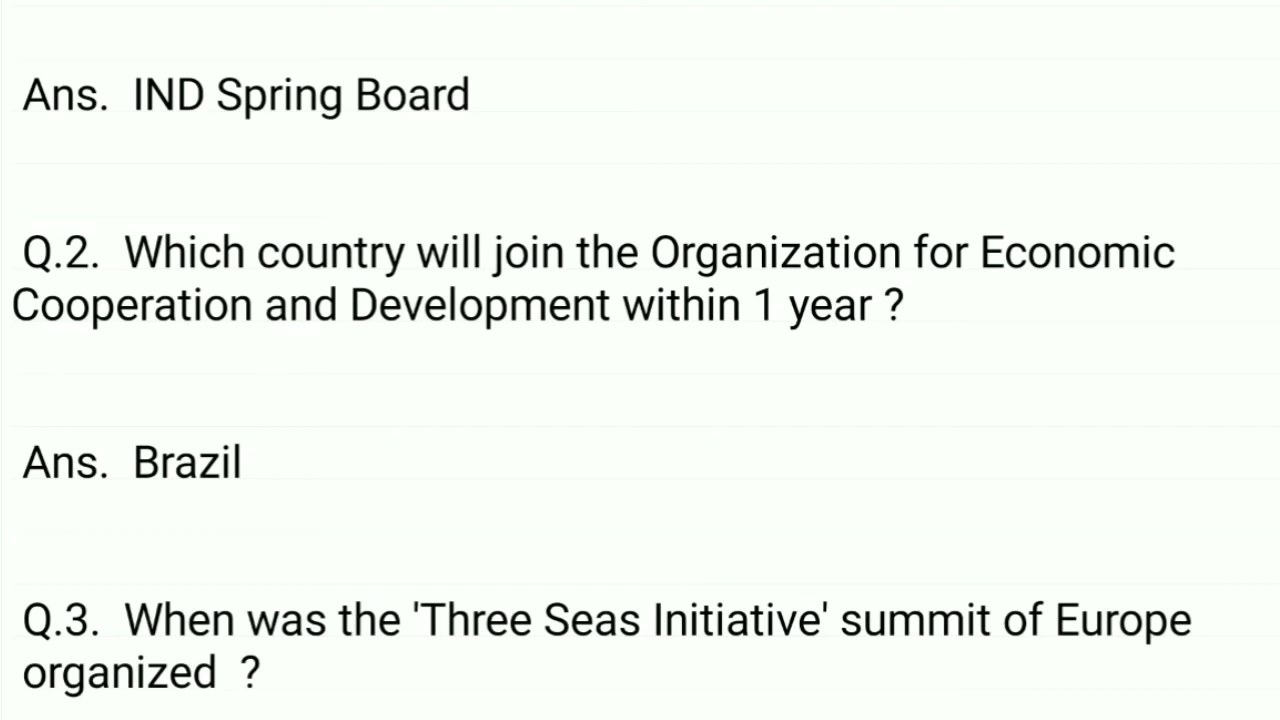 Ans. IND Spring Board
Q.2. Which country will join the Organization for Economic
Cooperation and Development within 1 year ?
Ans. Brazil
Q.3. When was the 'Three Seas Initiative' summit of Europe
organized ?